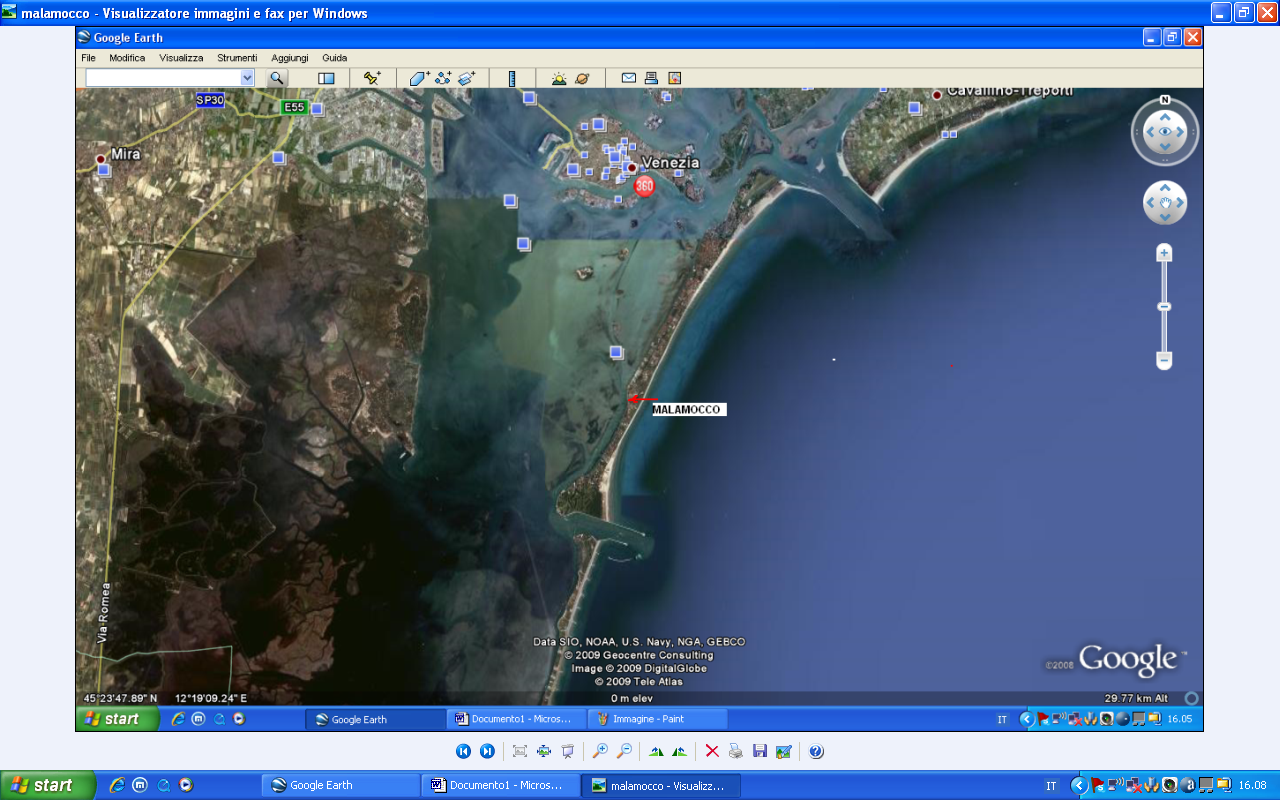 malamocco - Visualizzatore immagini e fax per Windows
Google Earth
File Modifica Visualizza Strumenti Aggiungi Guida
SP30
E55
Cavallino-Treporti
N
Mira
Venezia
360
MALAMOCCO
Via Romea
Data SIO, NOAA, U.S. Navy, NGA, GEBCO
© 2009 Geocentre Consulting
Image © 2009 DigitalGlobe
© 2009 Tele Atlas
©2008 Google™
45°23'47.89" N 12°19'09.24" E
0 m elev
29.77 km Alt
start
Google Earth
Documento1 - Micros...
Immagine - Paint
IT
16.05
start
Google Earth
Documento1 - Micros...
malamocco - Visualizz...
IT
16.08